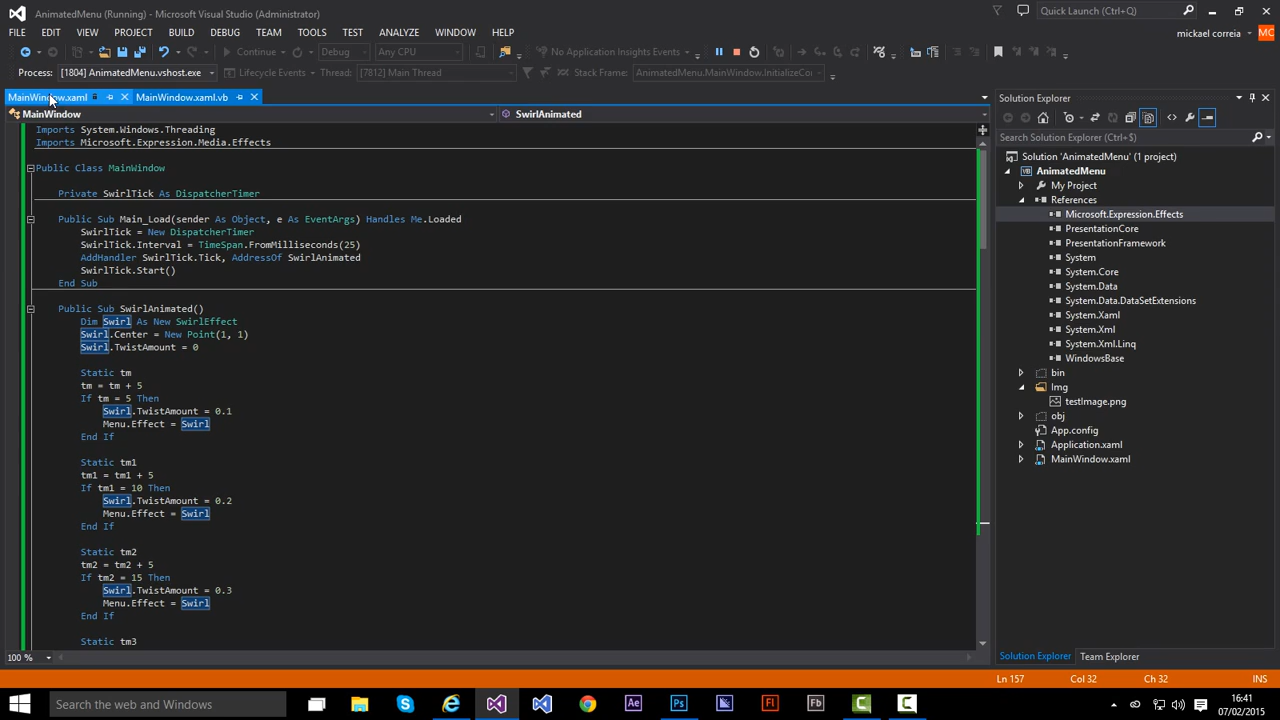 AnimatedMenu (Running) - Microsoft Visual Studio (Administrator)
Quick Launch (Ctrl+Q)
FILE EDIT VIEW PROJECT BUILD DEBUG TEAM TOOLS TEST ANALYZE WINDOW HELP
mickael correia MC
Continue Debug Any CPU No Application Insights Events
Process: [1804] AnimatedMenu.vshost.exe Lifecycle Events Thread: [7812] Main Thread Stack Frame: AnimatedMenu.MainWindow.InitializeCor
MainWindow.xaml MainWindow.xaml.vb
MainWindow SwirlAnimated
Imports System.Windows.Threading
Imports Microsoft.Expression.Media.Effects
Public Class MainWindow
Private SwirlTick As DispatcherTimer
Public Sub Main_Load(sender As Object, e As EventArgs) Handles Me.Loaded
SwirlTick = New DispatcherTimer
SwirlTick.Interval = TimeSpan.FromMilliseconds(25)
AddHandler SwirlTick.Tick, AddressOf SwirlAnimated
SwirlTick.Start()
End Sub
Public Sub SwirlAnimated()
Dim Swirl As New SwirlEffect
Swirl.Center = New Point(1, 1)
Swirl.TwistAmount = 0
Static tm
tm = tm + 5
If tm = 5 Then
Swirl.TwistAmount = 0.1
Menu.Effect = Swirl
End If
Static tm1
tm1 = tm1 + 5
If tm1 = 10 Then
Swirl.TwistAmount = 0.2
Menu.Effect = Swirl
End If
Static tm2
tm2 = tm2 + 5
If tm2 = 15 Then
Swirl.TwistAmount = 0.3
Menu.Effect = Swirl
End If
Static tm3
100 %
Solution Explorer
Search Solution Explorer (Ctrl+$)
Solution 'AnimatedMenu' (1 project)
VB AnimatedMenu
My Project
References
Microsoft.Expression.Effects
PresentationCore
PresentationFramework
System
System.Core
System.Data
System.Data.DataSetExtensions
System.Xaml
System.Xml
System.Xml.Linq
WindowsBase
bin
Img
testImage.png
obj
App.config
Application.xaml
MainWindow.xaml
Solution Explorer Team Explorer
Ln 157 Col 32 Ch 32 INS
Search the web and Windows
Ae Ps Fl Fb
16:41
07/02/2015